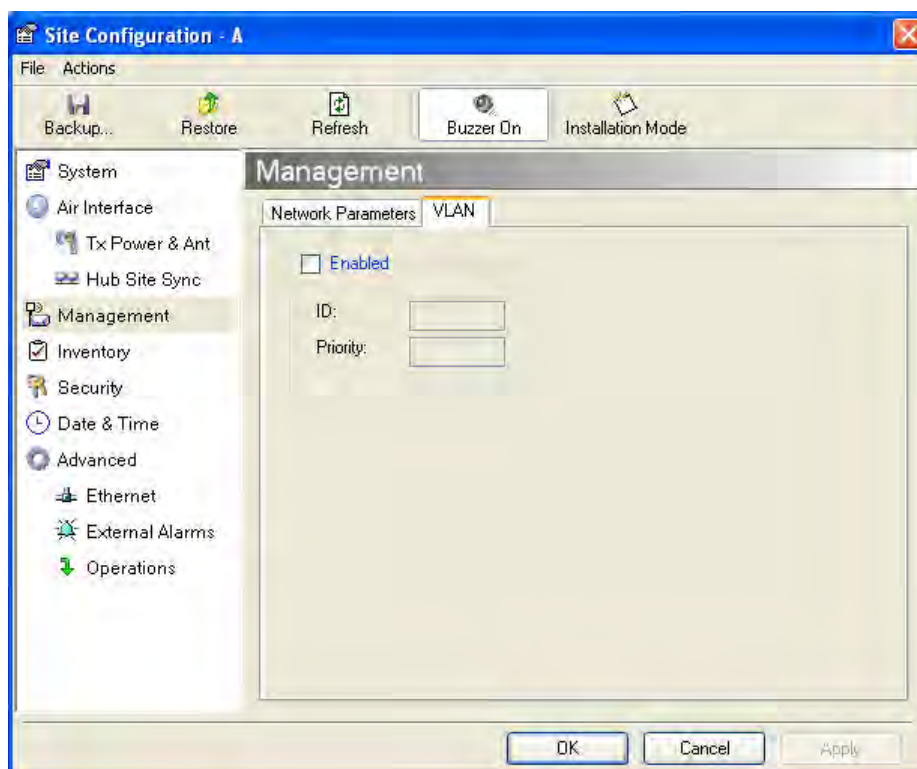 Site Configuration - A
File Actions
Backup... Restore Refresh Buzzer On Installation Mode
System
Air Interface
Tx Power & Ant
Hub Site Sync
Management
Inventory
Security
Date & Time
Advanced
Ethernet
External Alarms
Operations
Management
Network Parameters VLAN
Enabled
ID:
Priority:
OK Cancel Apply